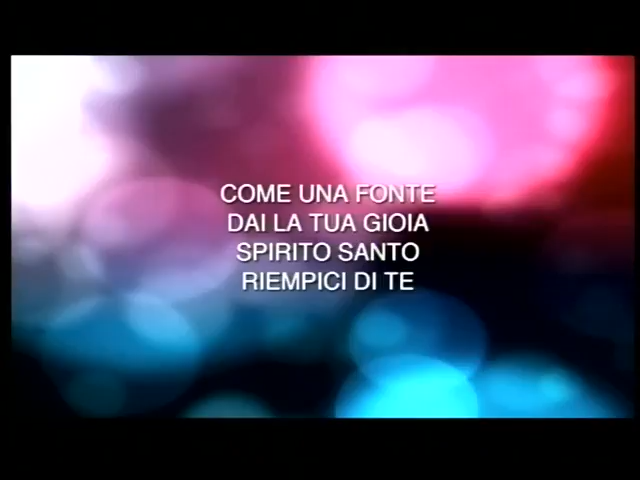 COME UNA FONTE
DAI LA TUA GIOIA
SPIRITO SANTO
RIEMPICI DI TE